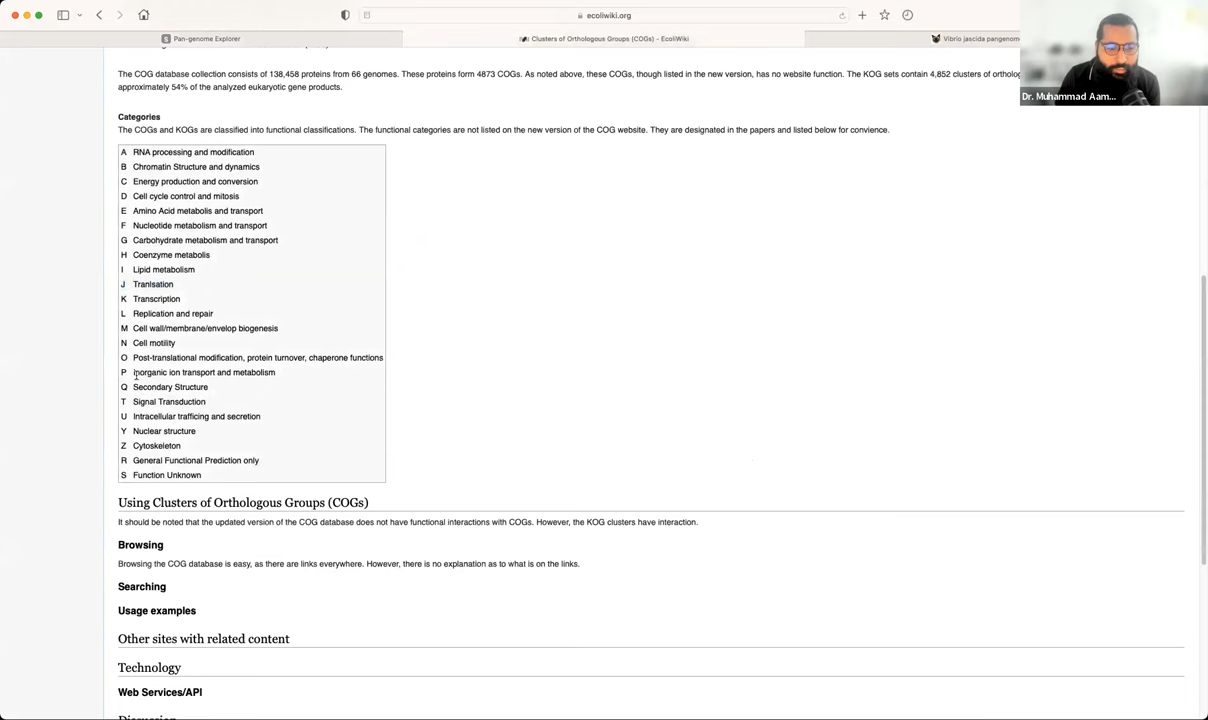 ecoliwiki.org
Pan-genome Explorer
Clusters of Orthologous Groups (COGs) - EcoliWiki
Vibrio jascida pangenom
Dr. Muhammad Aam...
The COG database collection consists of 138,458 proteins from 66 genomes. These proteins form 4873 COGs. As noted above, these COGs, though listed in the new version, has no website function. The KOG sets contain 4,852 clusters of
approximately 54% of the analyzed eukaryotic gene products.
Categories
The COGs and KOGs are classified into functional classifications. The functional categories are not listed on the new version of the COG website. They are designated in the papers and listed below for convience.
A RNA processing and modification
B Chromatin Structure and dynamics
C Energy production and conversion
D Cell cycle control and mitosis
E Amino Acid metabolis and transport
F Nucleotide metabolism and transport
G Carbohydrate metabolism and transport
H Coenzyme metabolis
I Lipid metabolism
J Tranlsation
K Transcription
L Replication and repair
M Cell wall/membrane/envelop biogenesis
N Cell motility
O Post-translational modification, protein turnover, chaperone functions
P Inorganic ion transport and metabolism
Q Secondary Structure
T Signal Transduction
U Intracellular trafficing and secretion
Y Nuclear structure
Z Cytoskeleton
R General Functional Prediction only
S Function Unknown
Using Clusters of Orthologous Groups (COGs)
It should be noted that the updated version of the COG database does not have functional interactions with COGs. However, the KOG clusters have interaction.
Browsing
Browsing the COG database is easy, as there are links everywhere. However, there is no explanation as to what is on the links.
Searching
Usage examples
Other sites with related content
Technology
Web Services/API